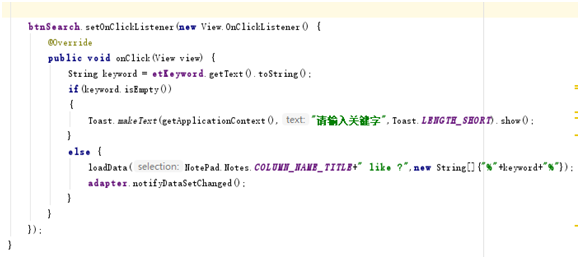 btnSearch.setOnClickListener(new View.OnClickListener() {
@Override
public void onClick(View view) {
String keyword = etKeyword.getText().toString();
if(keyword.isEmpty())
{
Toast.makeText(getApplicationContext(), text: "请输入关键字",Toast.LENGTH_SHORT).show();
}
else {
loadData( selection: NotePad.Notes.COLUMN_NAME_TITLE+" like ?",new String[]{"%"+keyword+"%"});
adapter.notifyDataSetChanged();
}
}
});
}